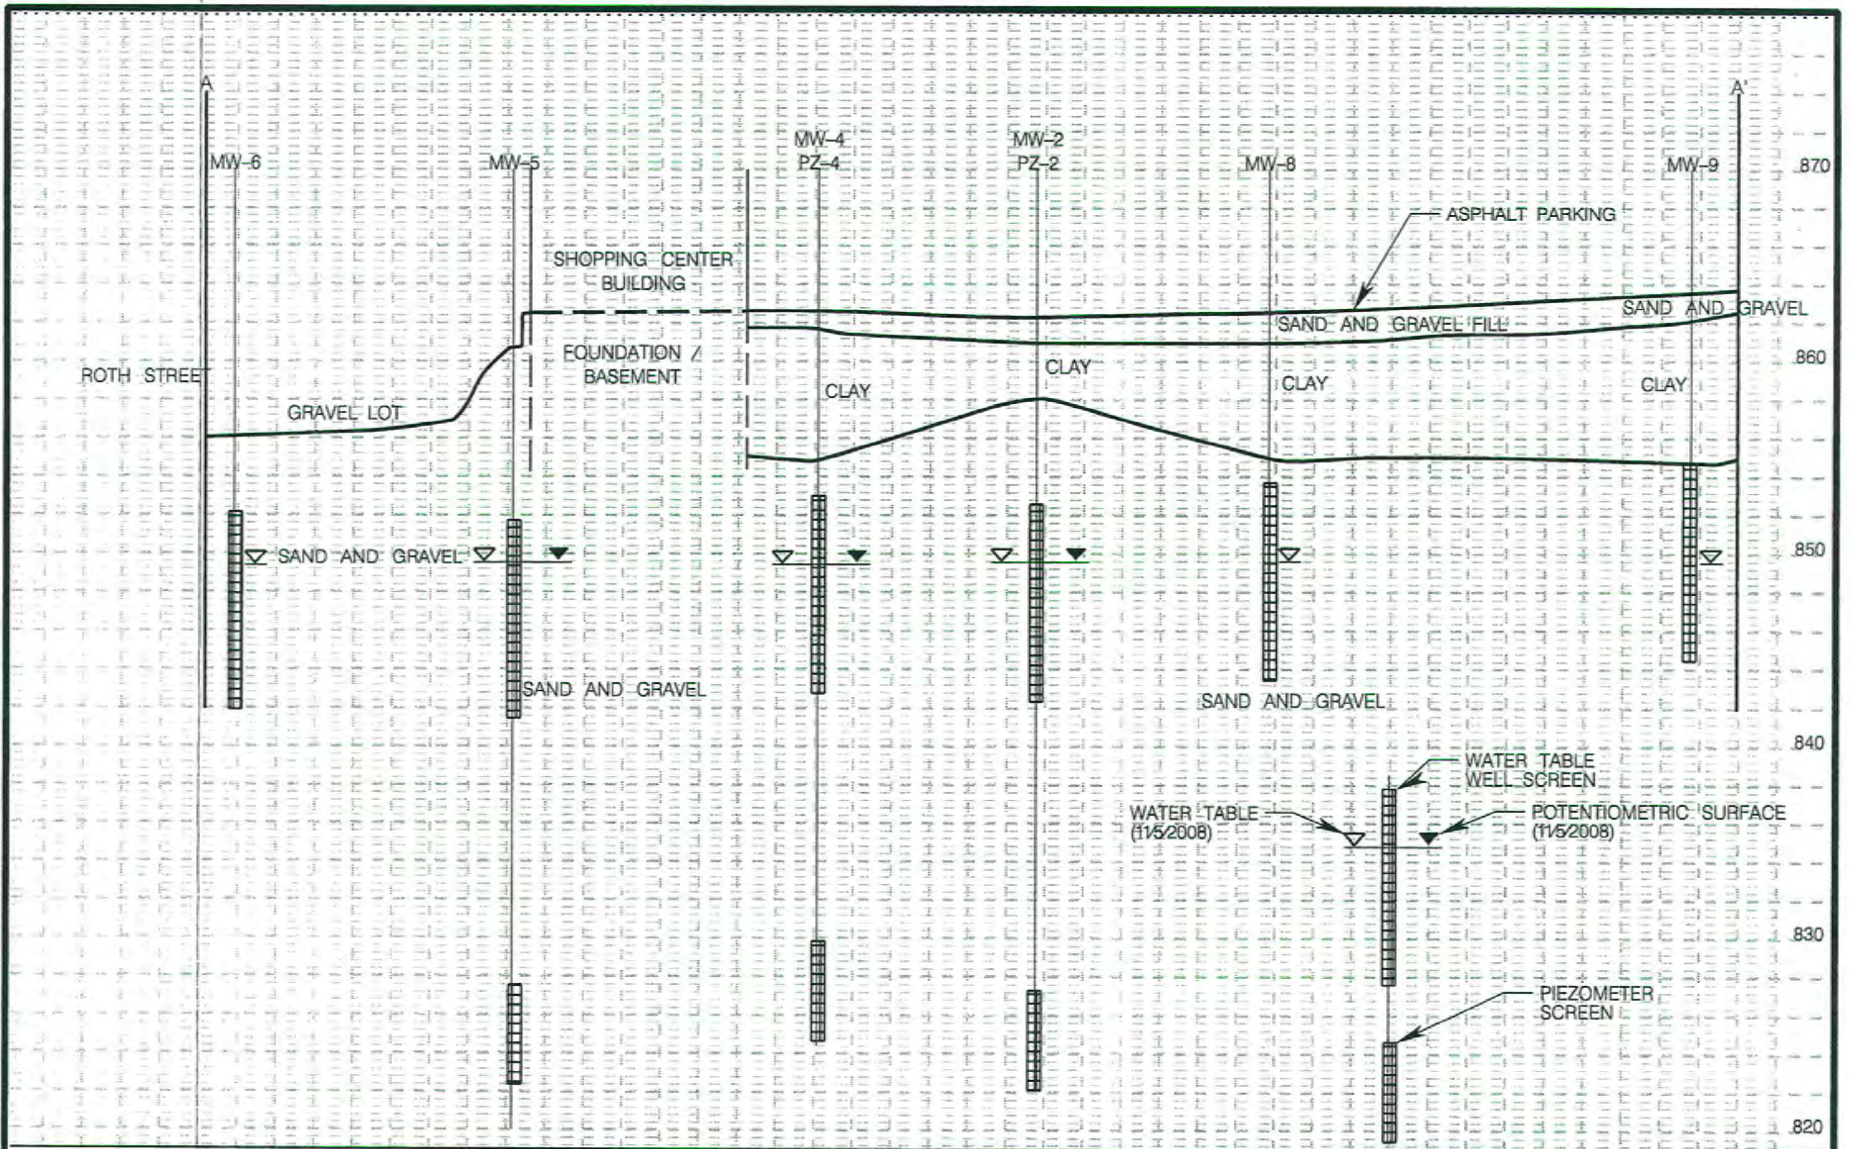 A
A'
MW-6
MW-5
MW-4
PZ-4
MW-2
PZ-2
MW-8
MW-9
870
ASPHALT PARKING
SHOPPING CENTER
BUILDING
SAND AND GRAVEL
SAND AND GRAVEL FILL
860
FOUNDATION /
BASEMENT
ROTH STREET
CLAY
CLAY
CLAY
CLAY
GRAVEL LOT
SAND AND GRAVEL
850
SAND AND GRAVEL
SAND AND GRAVEL
840
WATER TABLE
WELL SCREEN
WATER TABLE
(11/5/2008)
POTENTIOMETRIC SURFACE
(11/5/2008)
830
PIEZOMETER
SCREEN
820